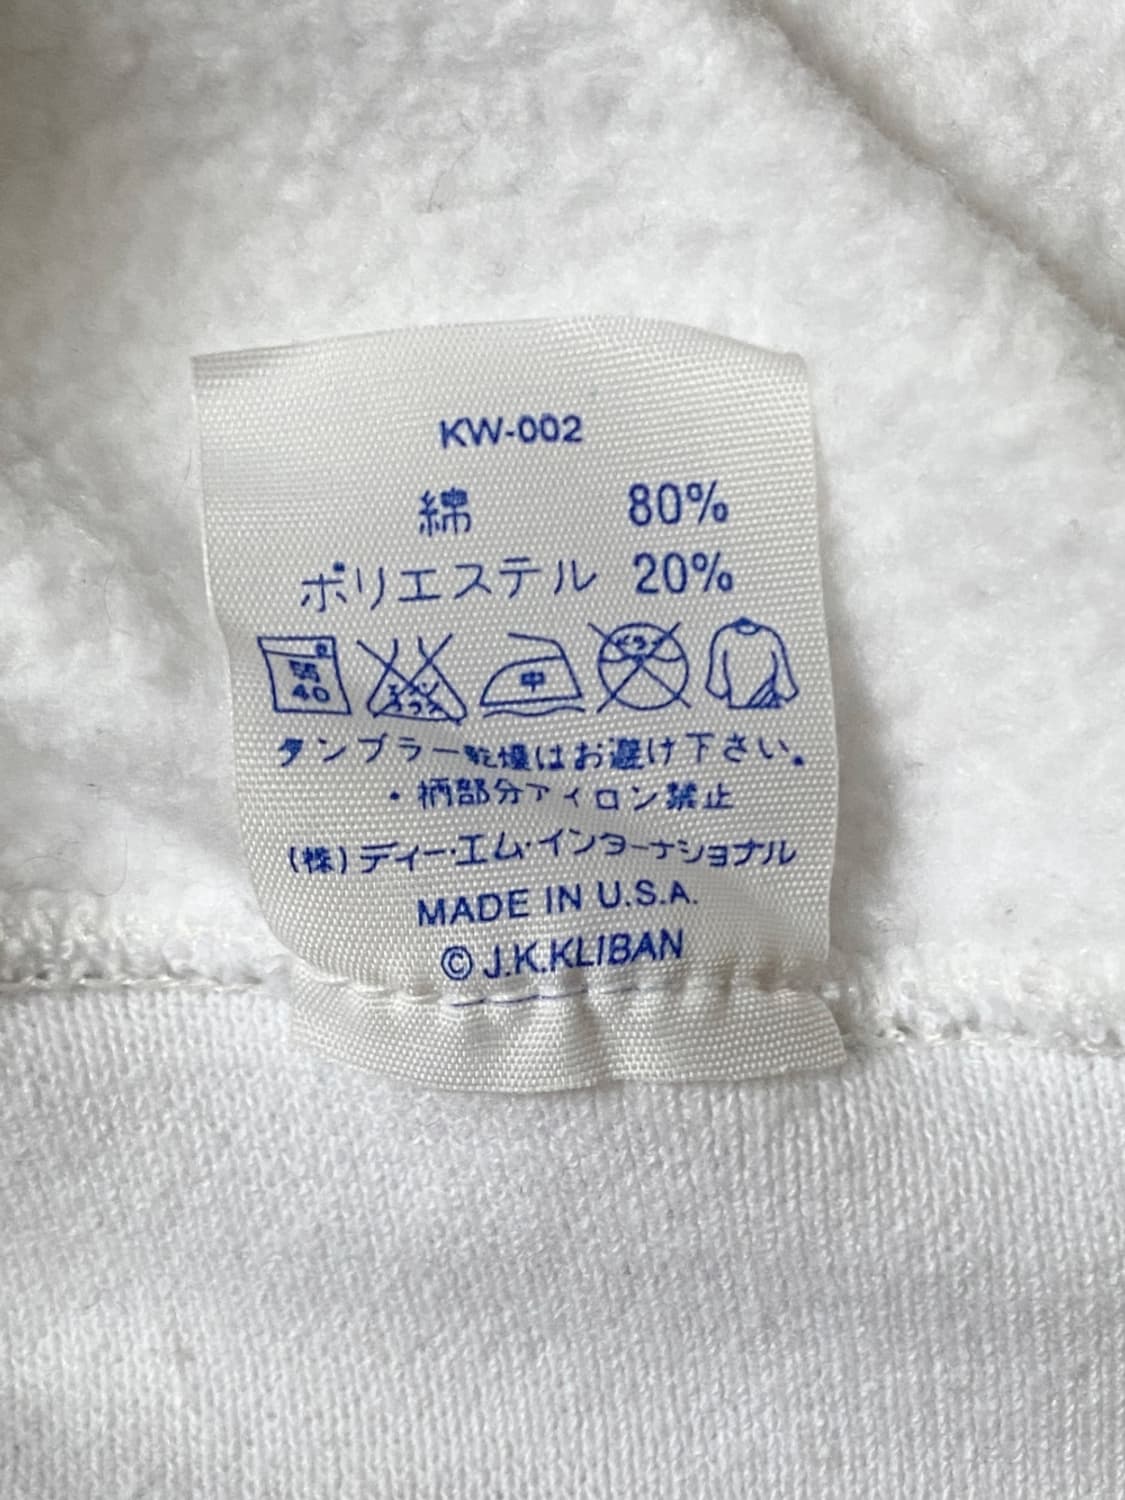 KW-002
綿 80%
ポリエステル 20%
40 中 ドライ
タンブラー乾燥はお避け下さい。
・柄部分アイロン禁止
(株)ディー・エム・インターナショナル
MADE IN U.S.A.
© J.K.KLIBAN